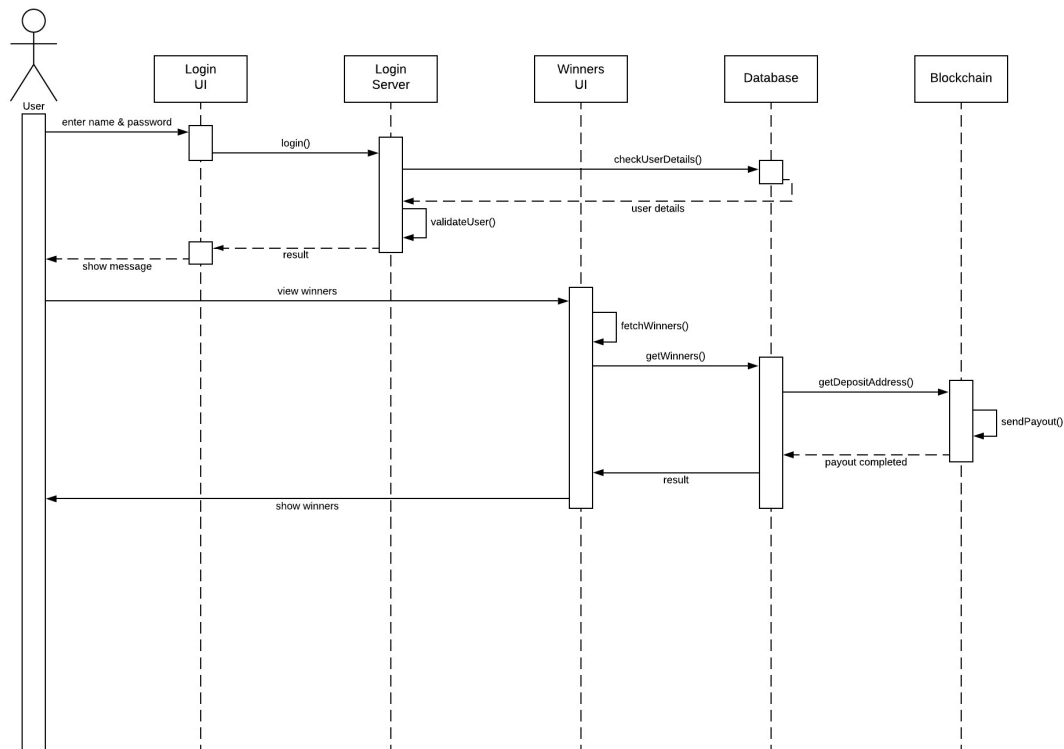 Login
UI
Login
Server
Winners
UI
Database
Blockchain
User
enter name & password
login()
checkUserDetails()
user details
validateUser()
result
show message
view winners
fetchWinners()
getWinners()
getDepositAddress()
sendPayout()
payout completed
result
show winners